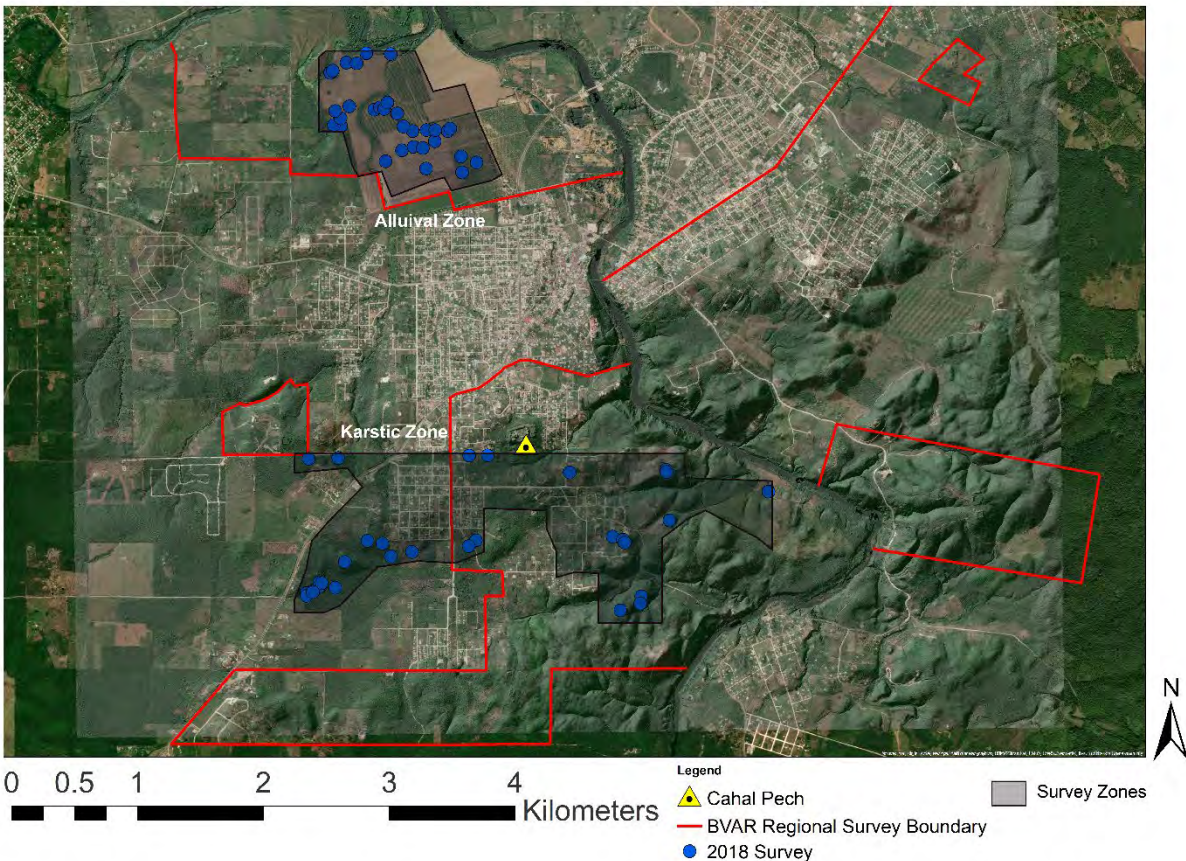 Alluival Zone
Karstic Zone
N
0 0.5 1 2 3 4
Kilometers
Legend
Cahal Pech
BVAR Regional Survey Boundary
2018 Survey
Survey Zones